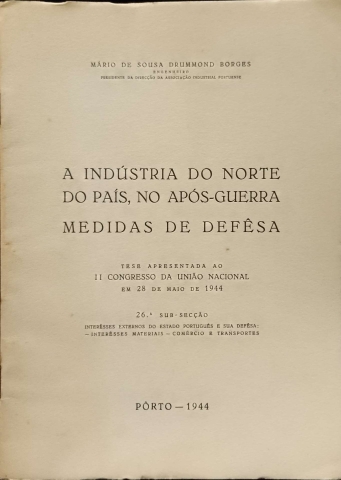 MÁRIO DE SOUSA DRUMMOND BORGES
ENGENHEIRO
PRESIDENTE DA DIRECÇÃO DA ASSOCIAÇÃO INDUSTRIAL PORTUENSE
A INDÚSTRIA DO NORTE
DO PAÍS, NO APÓS-GUERRA
MEDIDAS DE DEFÊSA
TESE APRESENTADA AO
II CONGRESSO DA UNIÃO NACIONAL
EM 28 DE MAIO DE 1944
26.ª SUB-SECÇÃO
INTERÊSSES EXTERNOS DO ESTADO PORTUGUÊS E SUA DEFÊSA:
— INTERÊSSES MATERIAIS — COMÉRCIO E TRANSPORTES
PÔRTO — 1944